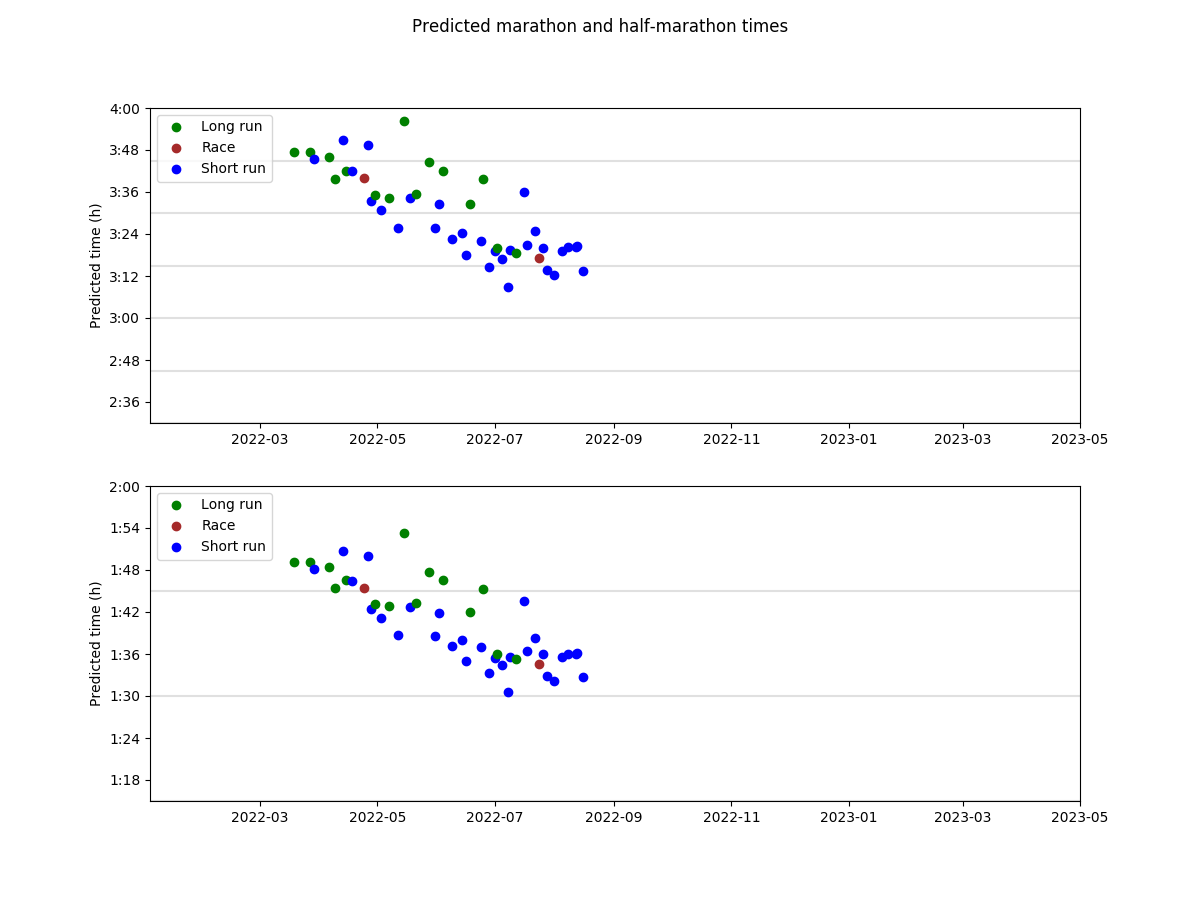 Predicted marathon and half-marathon times
4:00
3:48
3:36
3:24
3:12
3:00
2:48
2:36
Predicted time (h)
Long run
Race
Short run
2022-03 2022-05 2022-07 2022-09 2022-11 2023-01 2023-03 2023-05
2:00
1:54
1:48
1:42
1:36
1:30
1:24
1:18
Predicted time (h)
Long run
Race
Short run
2022-03 2022-05 2022-07 2022-09 2022-11 2023-01 2023-03 2023-05